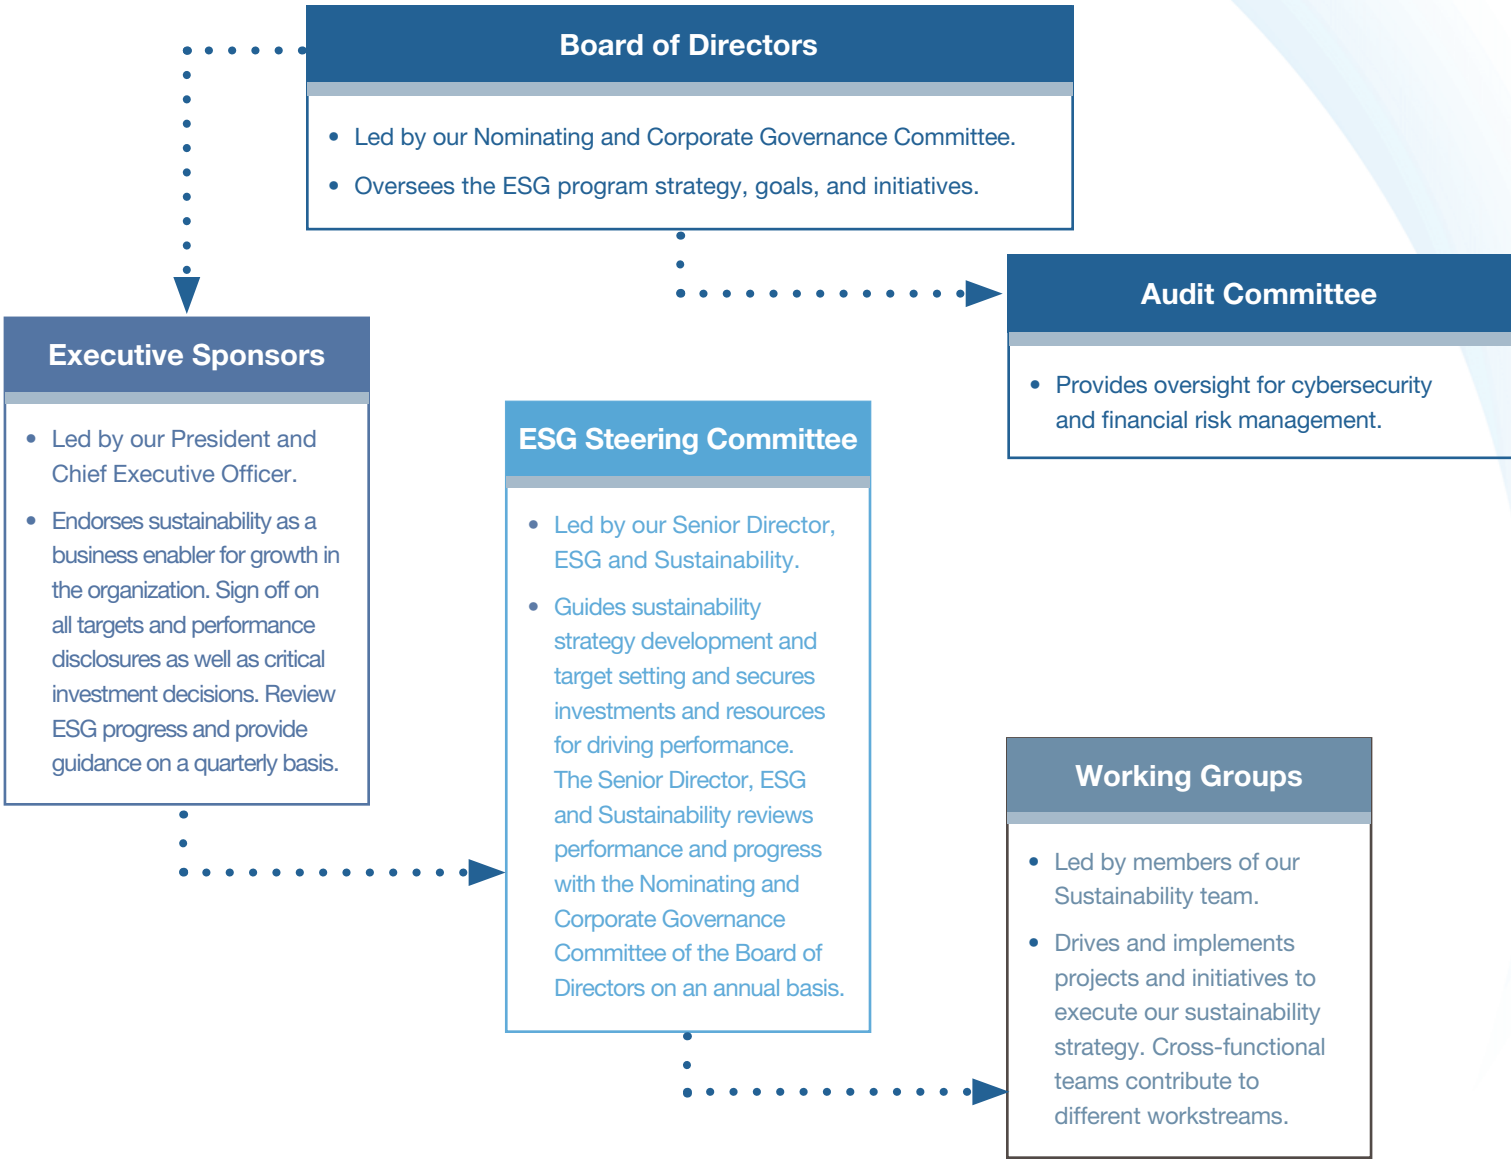 Board of Directors
• Led by our Nominating and Corporate Governance Committee.
• Oversees the ESG program strategy, goals, and initiatives.
Audit Committee
• Provides oversight for cybersecurity
and financial risk management.
Executive Sponsors
• Led by our President and
Chief Executive Officer.
• Endorses sustainability as a
business enabler for growth in
the organization. Sign off on
all targets and performance
disclosures as well as critical
investment decisions. Review
ESG progress and provide
guidance on a quarterly basis.
ESG Steering Committee
• Led by our Senior Director,
ESG and Sustainability.
• Guides sustainability
strategy development and
target setting and secures
investments and resources
for driving performance.
The Senior Director, ESG
and Sustainability reviews
performance and progress
with the Nominating and
Corporate Governance
Committee of the Board of
Directors on an annual basis.
Working Groups
• Led by members of our
Sustainability team.
• Drives and implements
projects and initiatives to
execute our sustainability
strategy. Cross-functional
teams contribute to
different workstreams.